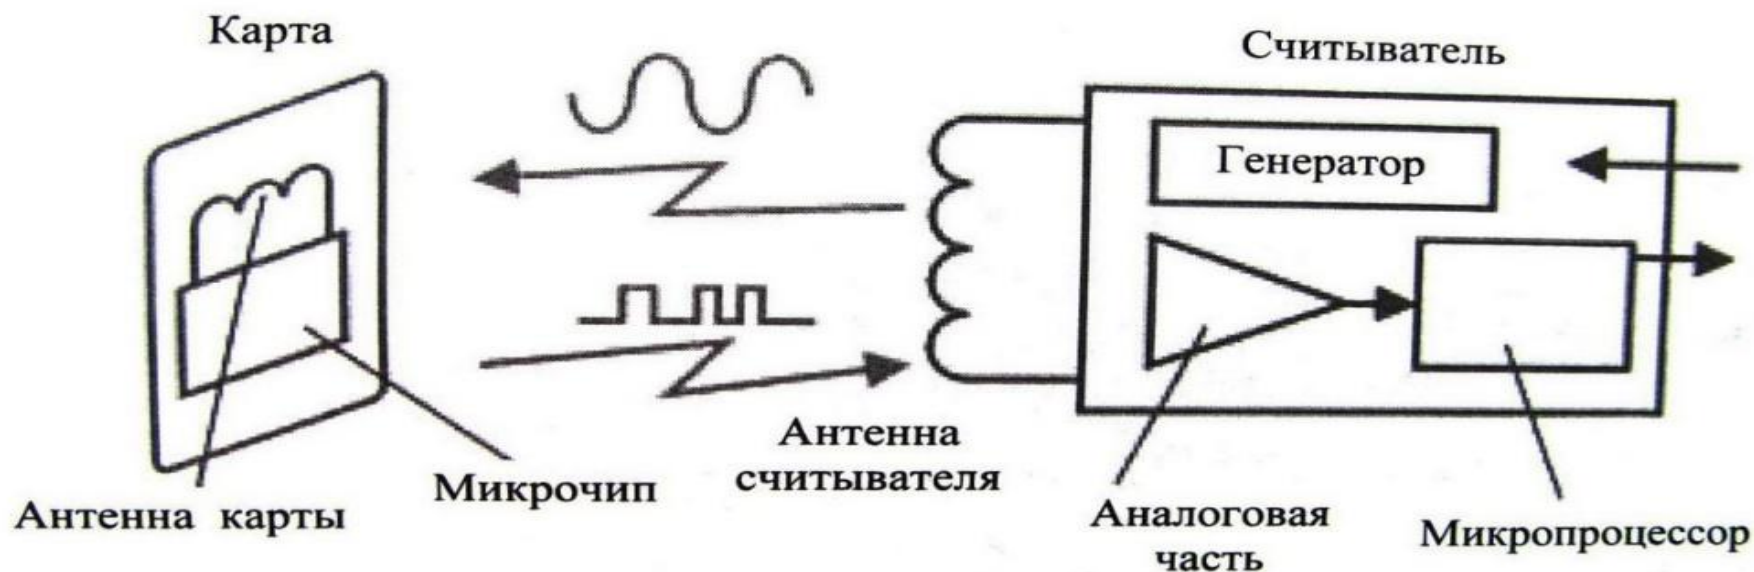 Карта
Считыватель
Генератор
Антенна
считывателя
Микрочип
Антенна карты
Аналоговая
часть
Микропроцессор